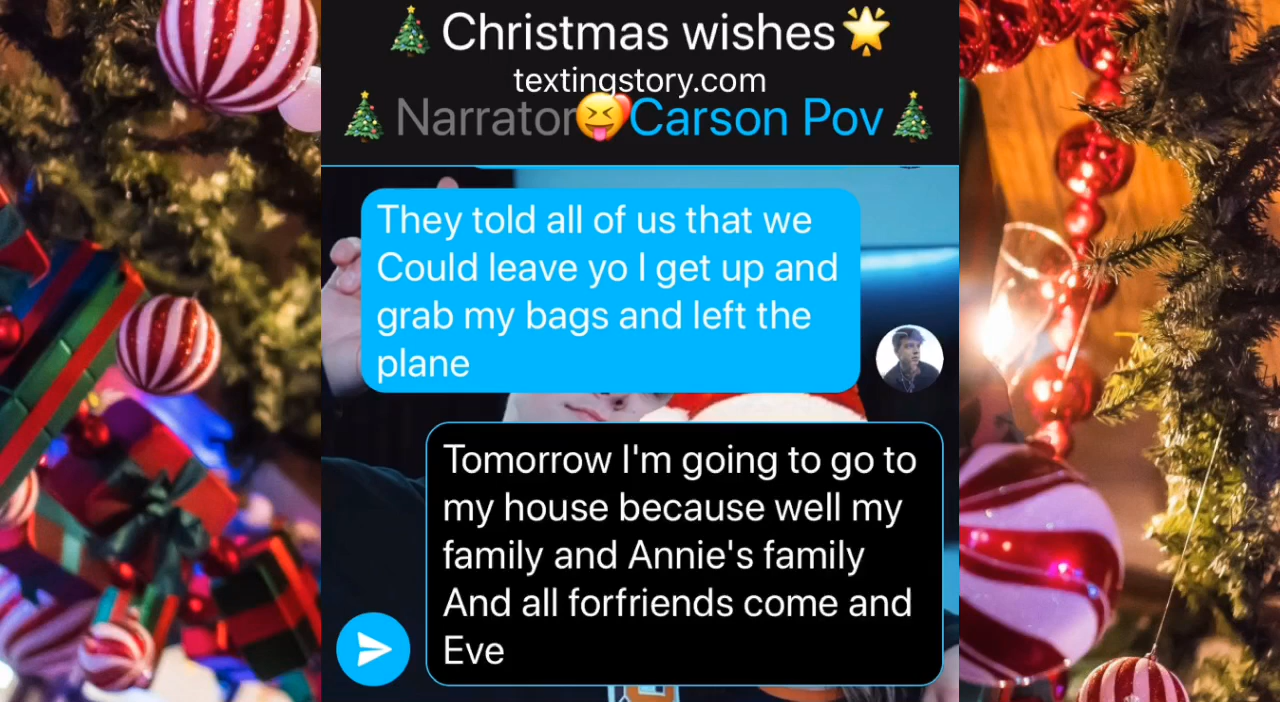 🎄Christmas wishes🌟
textingstory.com
🎄Narrator😝Carson Pov🎄
They told all of us that we
Could leave yo I get up and
grab my bags and left the
plane
Tomorrow I'm going to go to
my house because well my
family and Annie's family
And all forfriends come and
Eve